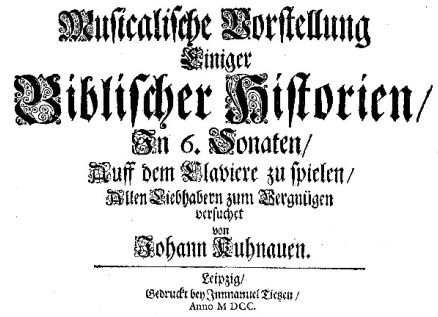 Musicalische Vorstellung
Einiger
Biblischer Historien/
In 6. Sonaten/
Auff dem Claviere zu spielen/
Allen Liebhabern zum Vergnügen
versuchet
von
Johann Kuhnauen.
Leipzig/
Gedruckt bey Immanuel Tietzen/
Anno M DCC.